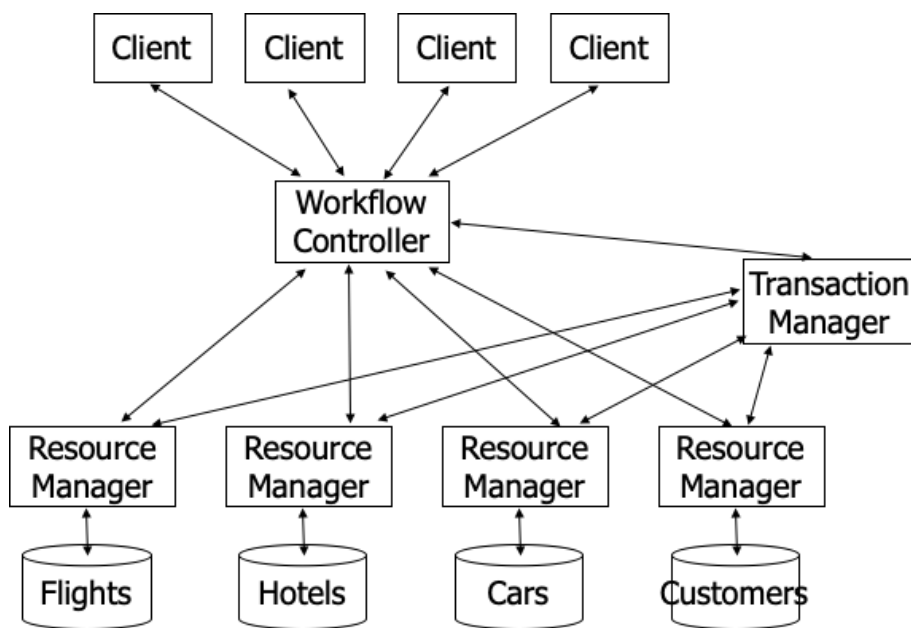 Client
Client
Client
Client
Workflow
Controller
Transaction
Manager
Resource
Manager
Resource
Manager
Resource
Manager
Resource
Manager
Flights
Hotels
Cars
Customers